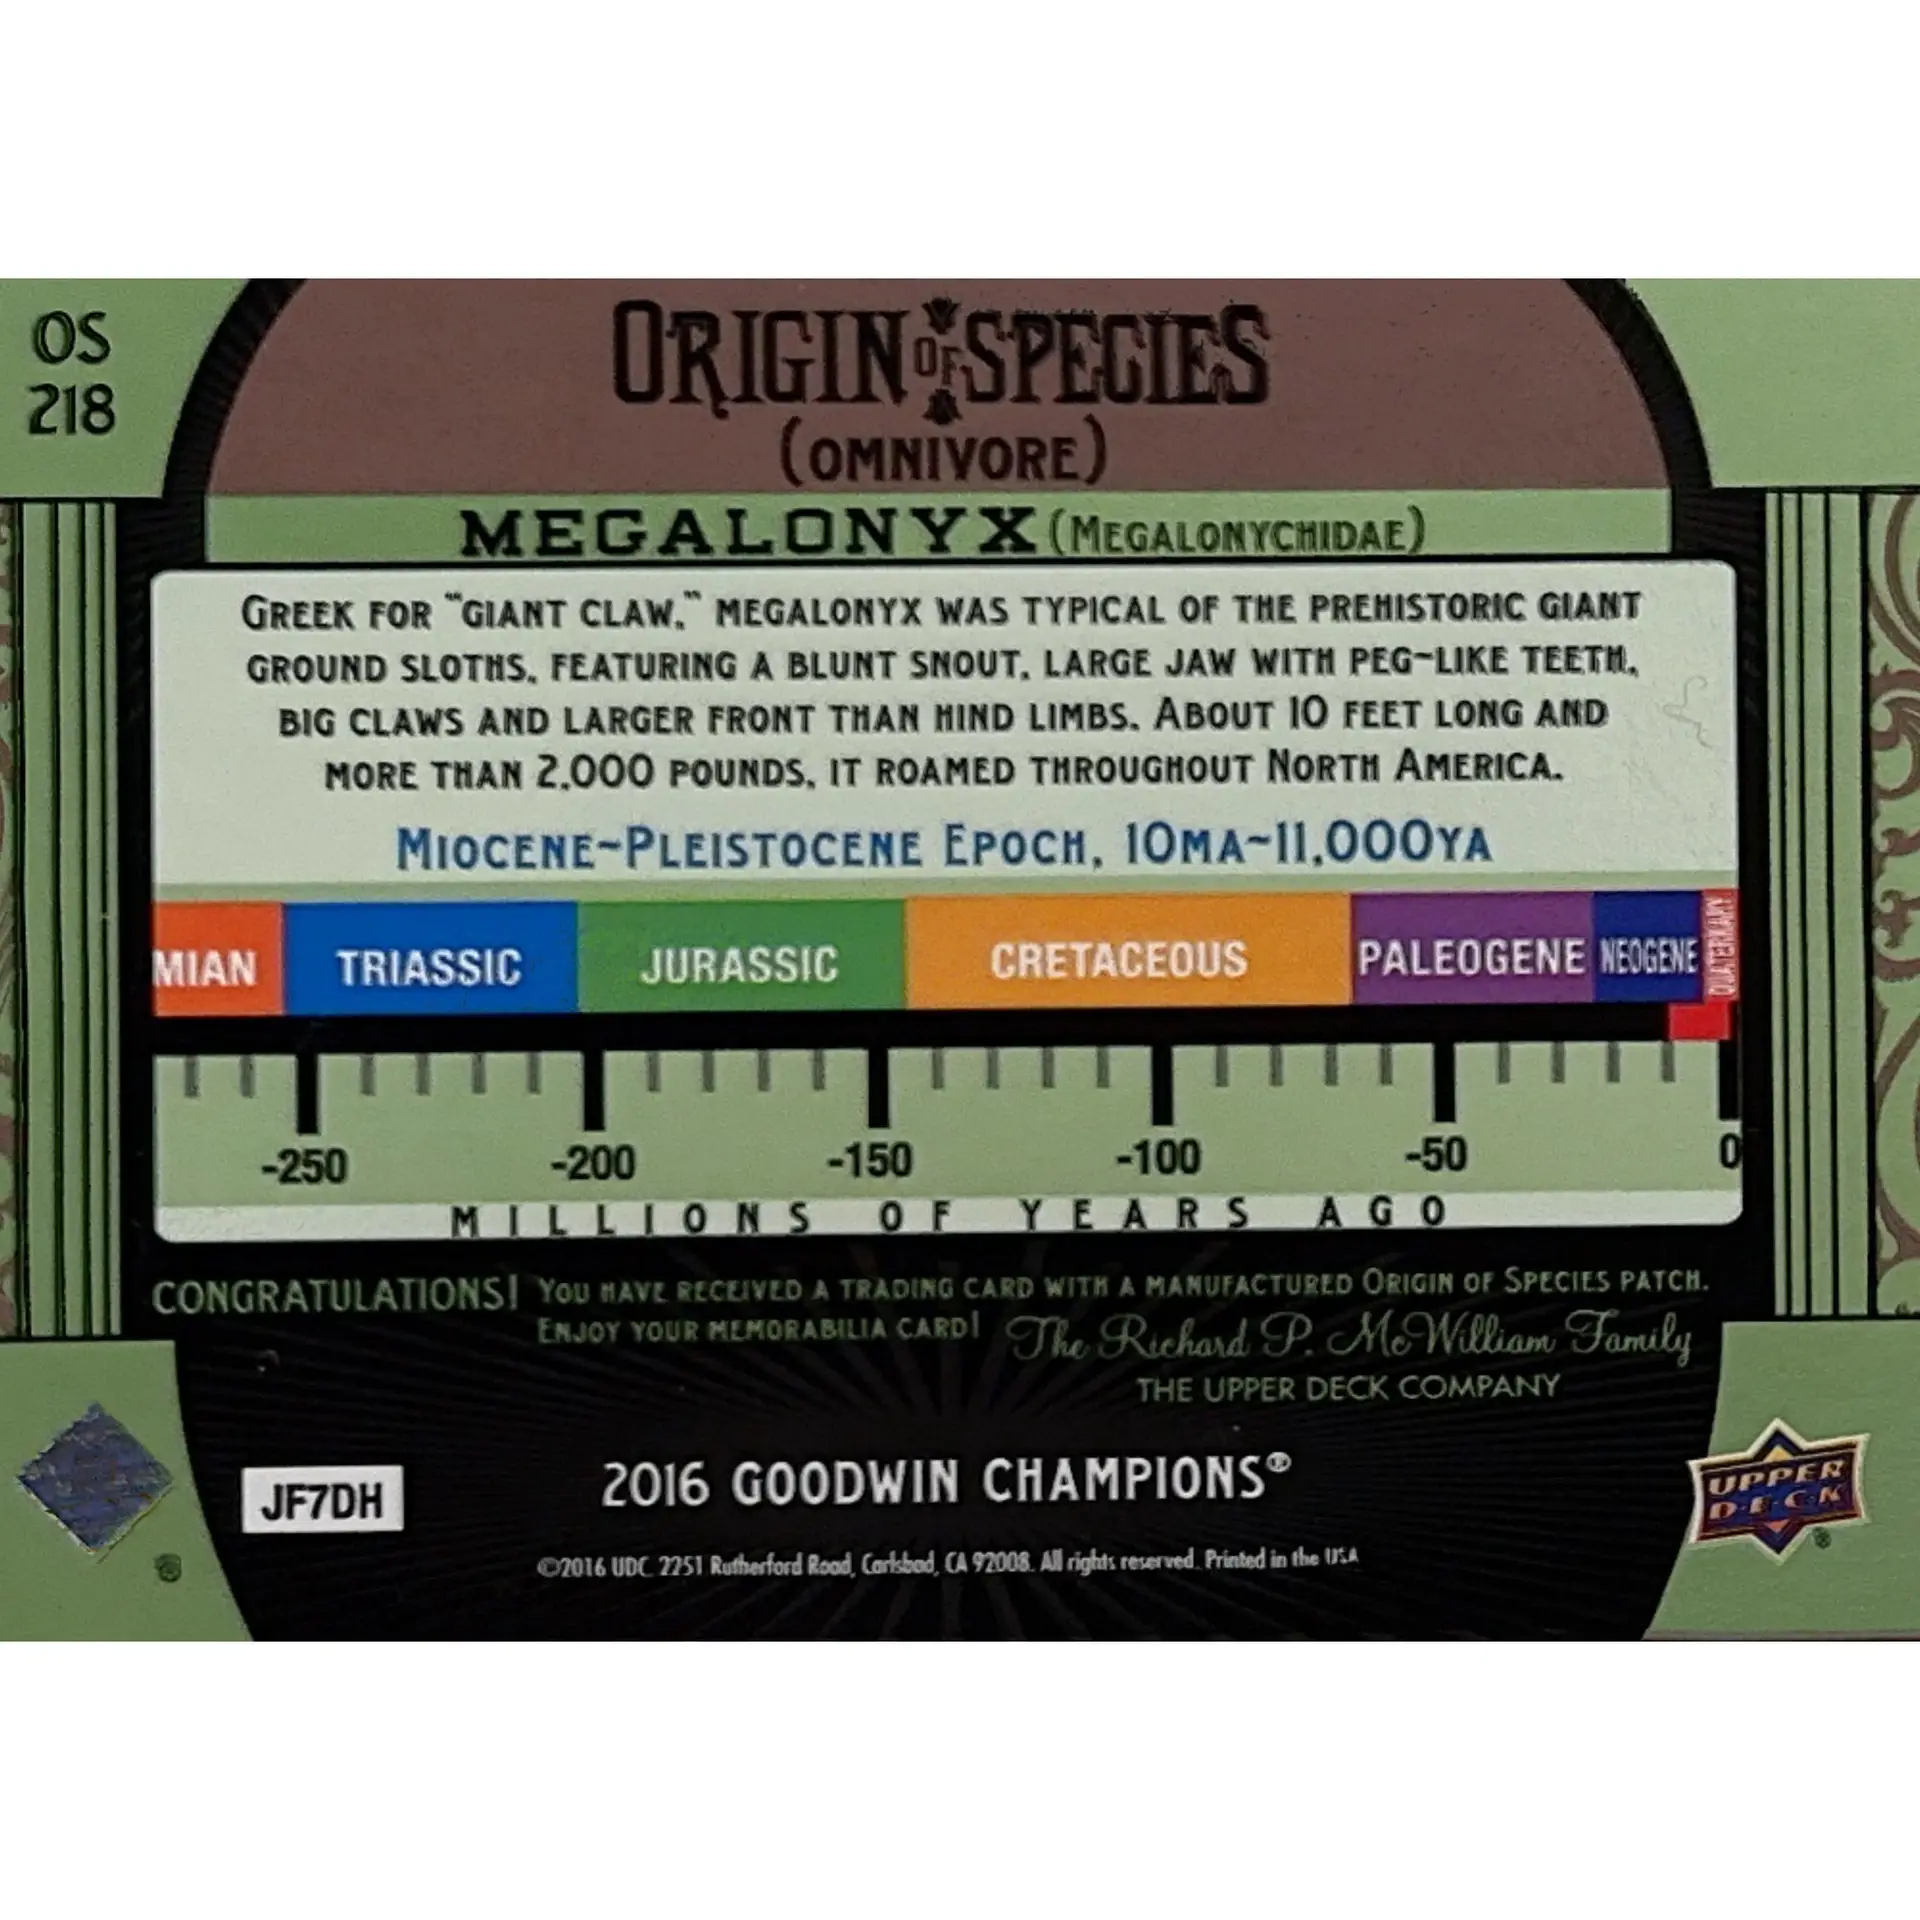 OS
218
ORIGIN OF SPECIES
(OMNIVORE)
MEGALONYX (MEGALONYCHIDAE)
GREEK FOR "GIANT CLAW," MEGALONYX WAS TYPICAL OF THE PREHISTORIC GIANT
GROUND SLOTHS, FEATURING A BLUNT SNOUT, LARGE JAW WITH PEG-LIKE TEETH,
BIG CLAWS AND LARGER FRONT THAN HIND LIMBS. ABOUT 10 FEET LONG AND
MORE THAN 2,000 POUNDS, IT ROAMED THROUGHOUT NORTH AMERICA.
MIOCENE-PLEISTOCENE EPOCH, 10MA-11,000YA
MIAN TRIASSIC JURASSIC CRETACEOUS PALEOGENE NEOGENE QUATERNARY
-250 -200 -150 -100 -50 0
MILLIONS OF YEARS AGO
CONGRATULATIONS! YOU HAVE RECEIVED A TRADING CARD WITH A MANUFACTURED ORIGIN OF SPECIES PATCH.
ENJOY YOUR MEMORABILIA CARD! The Richard P. McWilliam Family
THE UPPER DECK COMPANY
JF7DH
2016 GOODWIN CHAMPIONS®
UPPER
DECK®
®
©2016 UDC. 2251 Rutherford Road, Carlsbad, CA 92008. All rights reserved. Printed in the USA